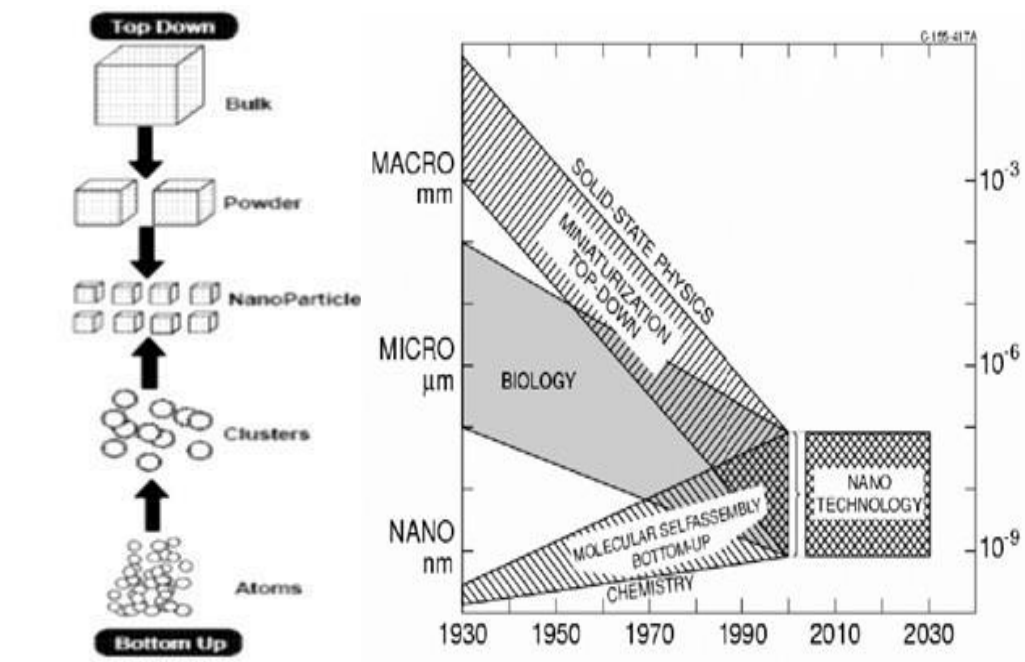 Top Down
Bulk
Powder
NanoParticle
Clusters
Atoms
Bottom Up
G-155-417A
MACRO
mm
MICRO
µm
NANO
nm
SOLID-STATE PHYSICS
MINIATURIZATION
TOP-DOWN
BIOLOGY
MOLECULAR SELFASSEMBLY
BOTTOM-UP
CHEMISTRY
NANO
TECHNOLOGY
10-3
10-6
10-9
1930 1950 1970 1990 2010 2030